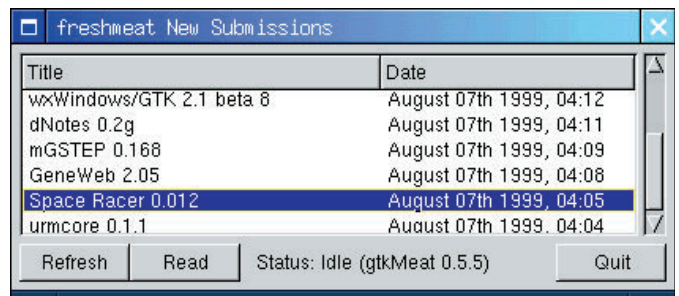 freshmeat New Submissions
Title Date
wxWindows/GTK 2.1 beta 8 August 07th 1999, 04:12
dNotes 0.2g August 07th 1999, 04:11
mGSTEP 0.168 August 07th 1999, 04:09
GeneWeb 2.05 August 07th 1999, 04:08
Space Racer 0.012 August 07th 1999, 04:05
urmcore 0.1.1 August 07th 1999, 04:04
Refresh Read Status: Idle (gtkMeat 0.5.5) Quit